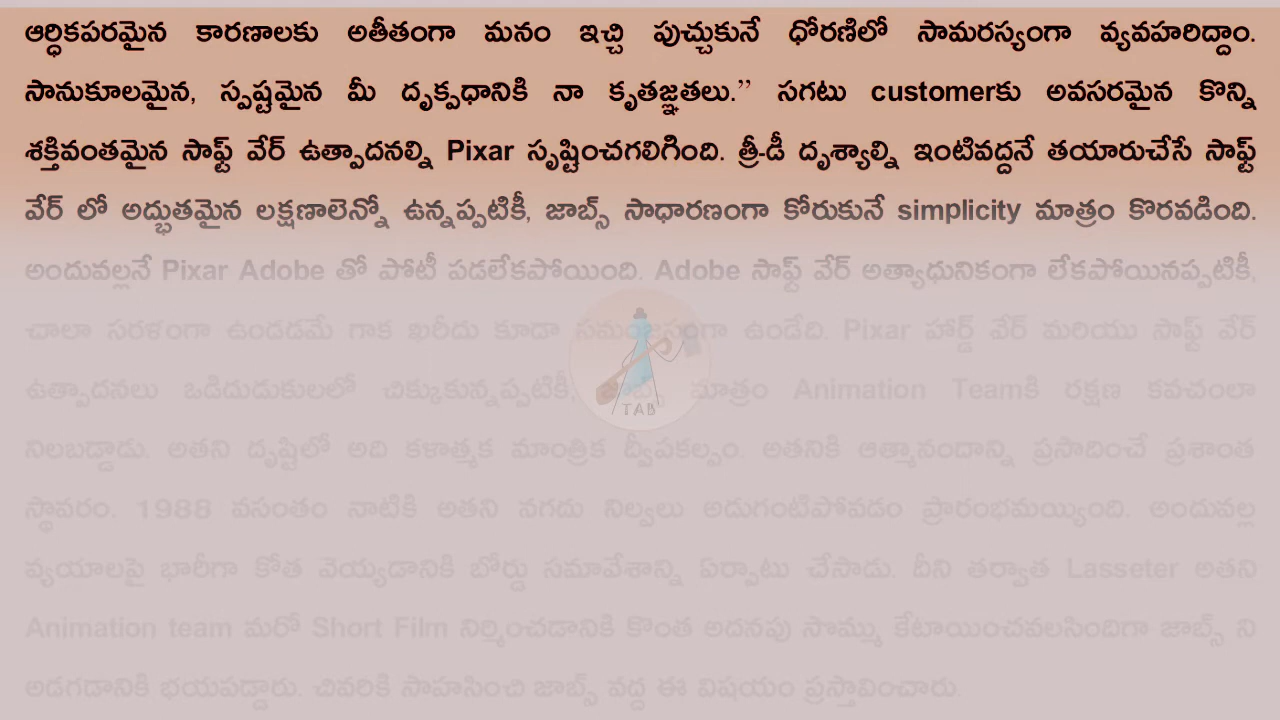 ఆర్ధికపరమైన కారణాలకు అతీతంగా మనం ఇచ్చి పుచ్చుకునే ధోరణిలో సామరస్యంగా వ్యవహరిద్దాం.
సానుకూలమైన, స్పష్టమైన మీ దృక్పధానికి నా కృతజ్ఞతలు.” సగటు customerకు అవసరమైన కొన్ని
శక్తివంతమైన సాఫ్ట్ వేర్ ఉత్పాదనల్ని Pixar సృష్టించగలిగింది. త్రీ-డీ దృశ్యాల్ని ఇంటివద్దనే తయారుచేసే సాఫ్ట్
వేర్ లో అద్భుతమైన లక్షణాలెన్నో ఉన్నప్పటికీ, జాబ్స్ సాధారణంగా కోరుకునే simplicity మాత్రం కొరవడింది.
అందువల్లనే Pixar Adobe తో పోటీ పడలేకపోయింది. Adobe సాఫ్ట్ వేర్ అత్యాధునికంగా లేకపోయినప్పటికీ,
చాలా సరళంగా ఉండడమే గాక ఖరీదు కూడా సమంజసంగా ఉండేది. Pixar హార్డ్ వేర్ మరియు సాఫ్ట్ వేర్
ఉత్పాదనలు ఒడిదుడుకులలో చిక్కుకున్నప్పటికీ, జాబ్స్ మాత్రం Animation Teamకి రక్షణ కవచంలా
నిలబడ్డాడు. అతని దృష్టిలో అది కళాత్మక మాంత్రిక ద్వీపకల్పం. అతనికి ఆత్మానందాన్ని ప్రసాదించే ప్రశాంత
స్థావరం. 1988 వసంతం నాటికి అతని నగదు నిల్వలు అడుగంటిపోవడం ప్రారంభమయ్యింది. అందువల్ల
వ్యయాలపై భారీగా కోత వెయ్యడానికి బోర్డు సమావేశాన్ని ఏర్పాటు చేసాడు. దీని తర్వాత Lasseter అతని
Animation team మరో Short Film నిర్మించడానికి కొంత అదనపు సొమ్ము కేటాయించవలసిందిగా జాబ్స్ ని
అడగడానికి భయపడ్డారు. చివరికి సాహసించి జాబ్స్ వద్ద ఈ విషయం ప్రస్తావించారు.
TAB